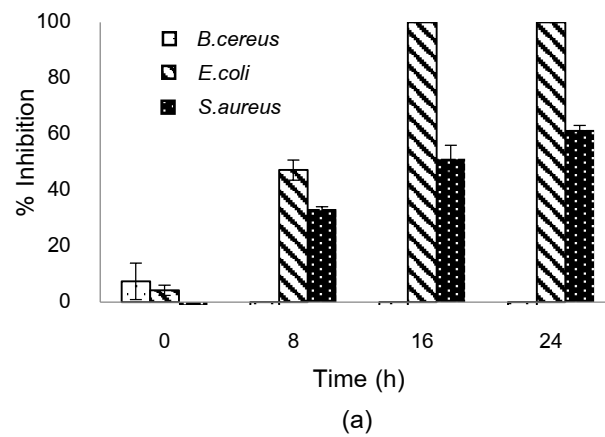 100
80
60
40
20
0
% Inhibition
B.cereus
E.coli
S.aureus
0 8 16 24
Time (h)
(a)